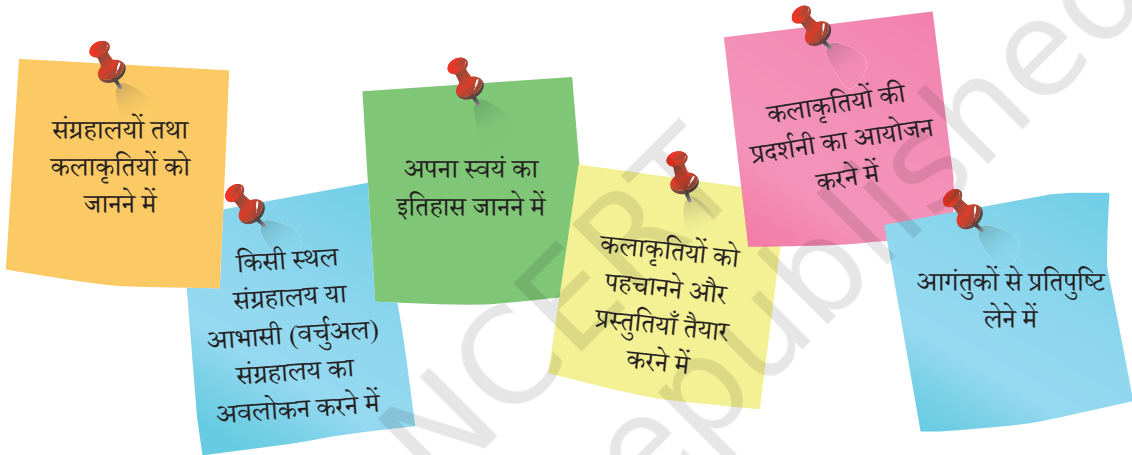 संग्रहालयों तथा
कलाकृतियों को
जानने में
किसी स्थल
संग्रहालय या
आभासी (वर्चुअल)
संग्रहालय का
अवलोकन करने में
अपना स्वयं का
इतिहास जानने में
कलाकृतियों को
पहचानने और
प्रस्तुतियाँ तैयार
करने में
कलाकृतियों की
प्रदर्शनी का आयोजन
करने में
आगंतुकों से प्रतिपुष्टि
लेने में
NCERT
republished